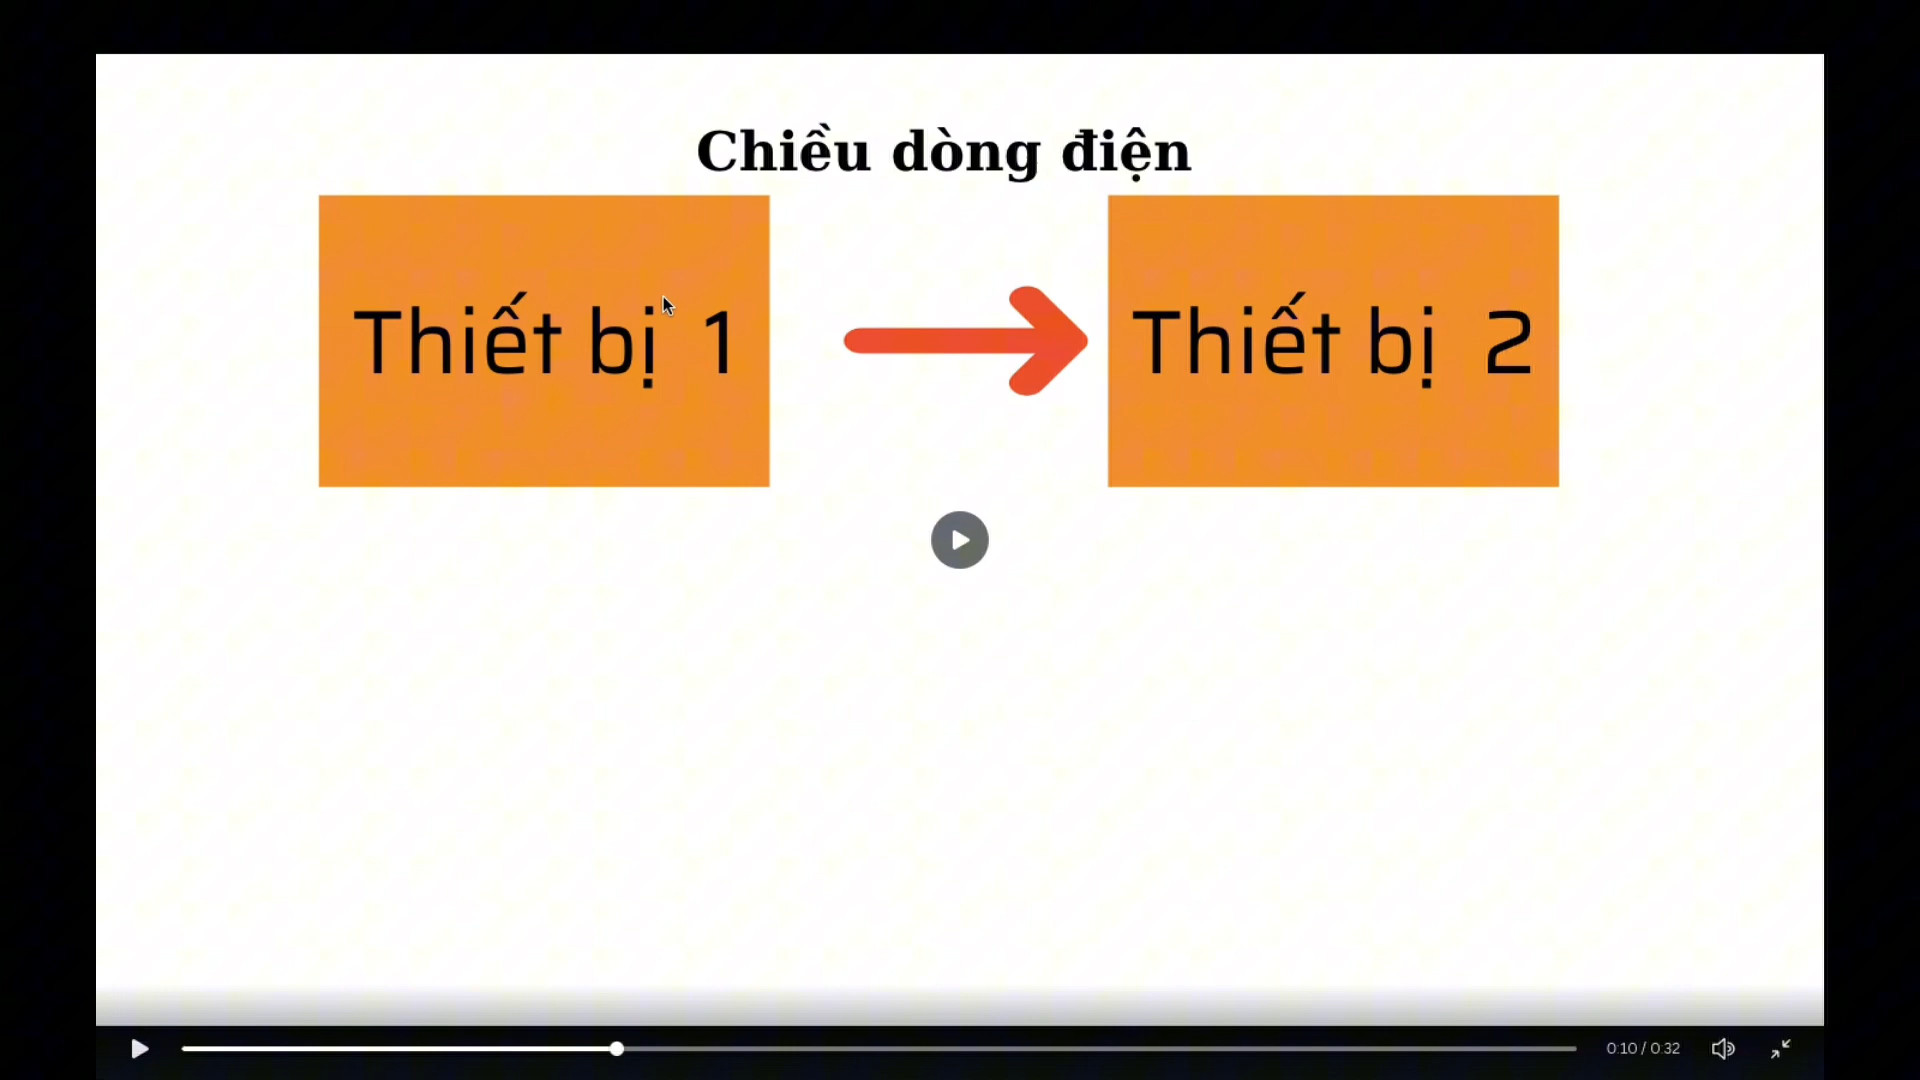 Chiều dòng điện
Thiết bị 1
Thiết bị 2
0:10 / 0:32